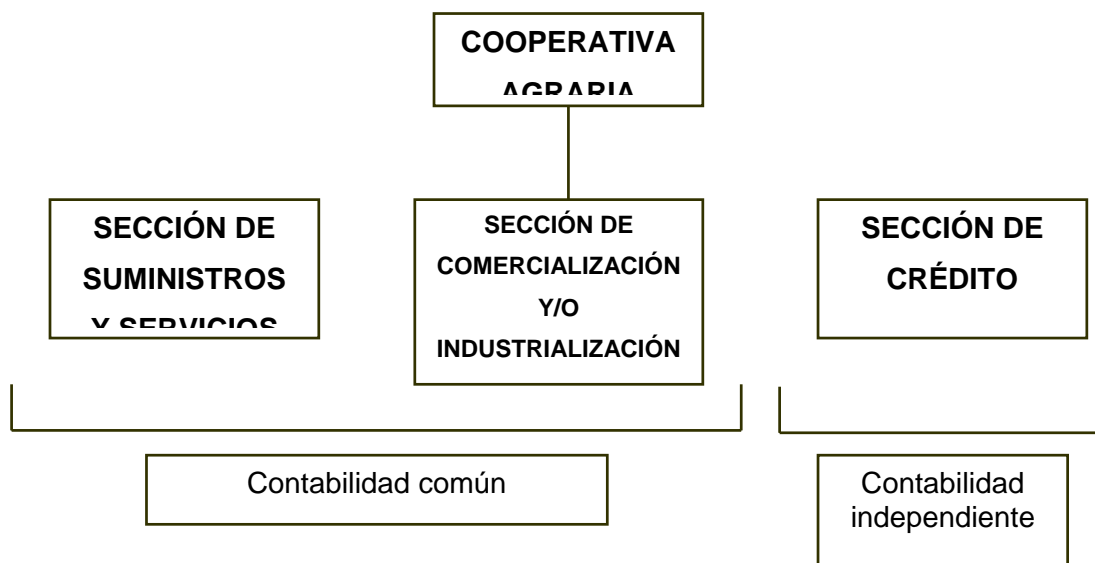 COOPERATIVA
AGRARIA
SECCIÓN DE
SUMINISTROS
Y SERVICIOS
SECCIÓN DE
COMERCIALIZACIÓN
Y/O
INDUSTRIALIZACIÓN
SECCIÓN DE
CRÉDITO
Contabilidad común
Contabilidad
independiente